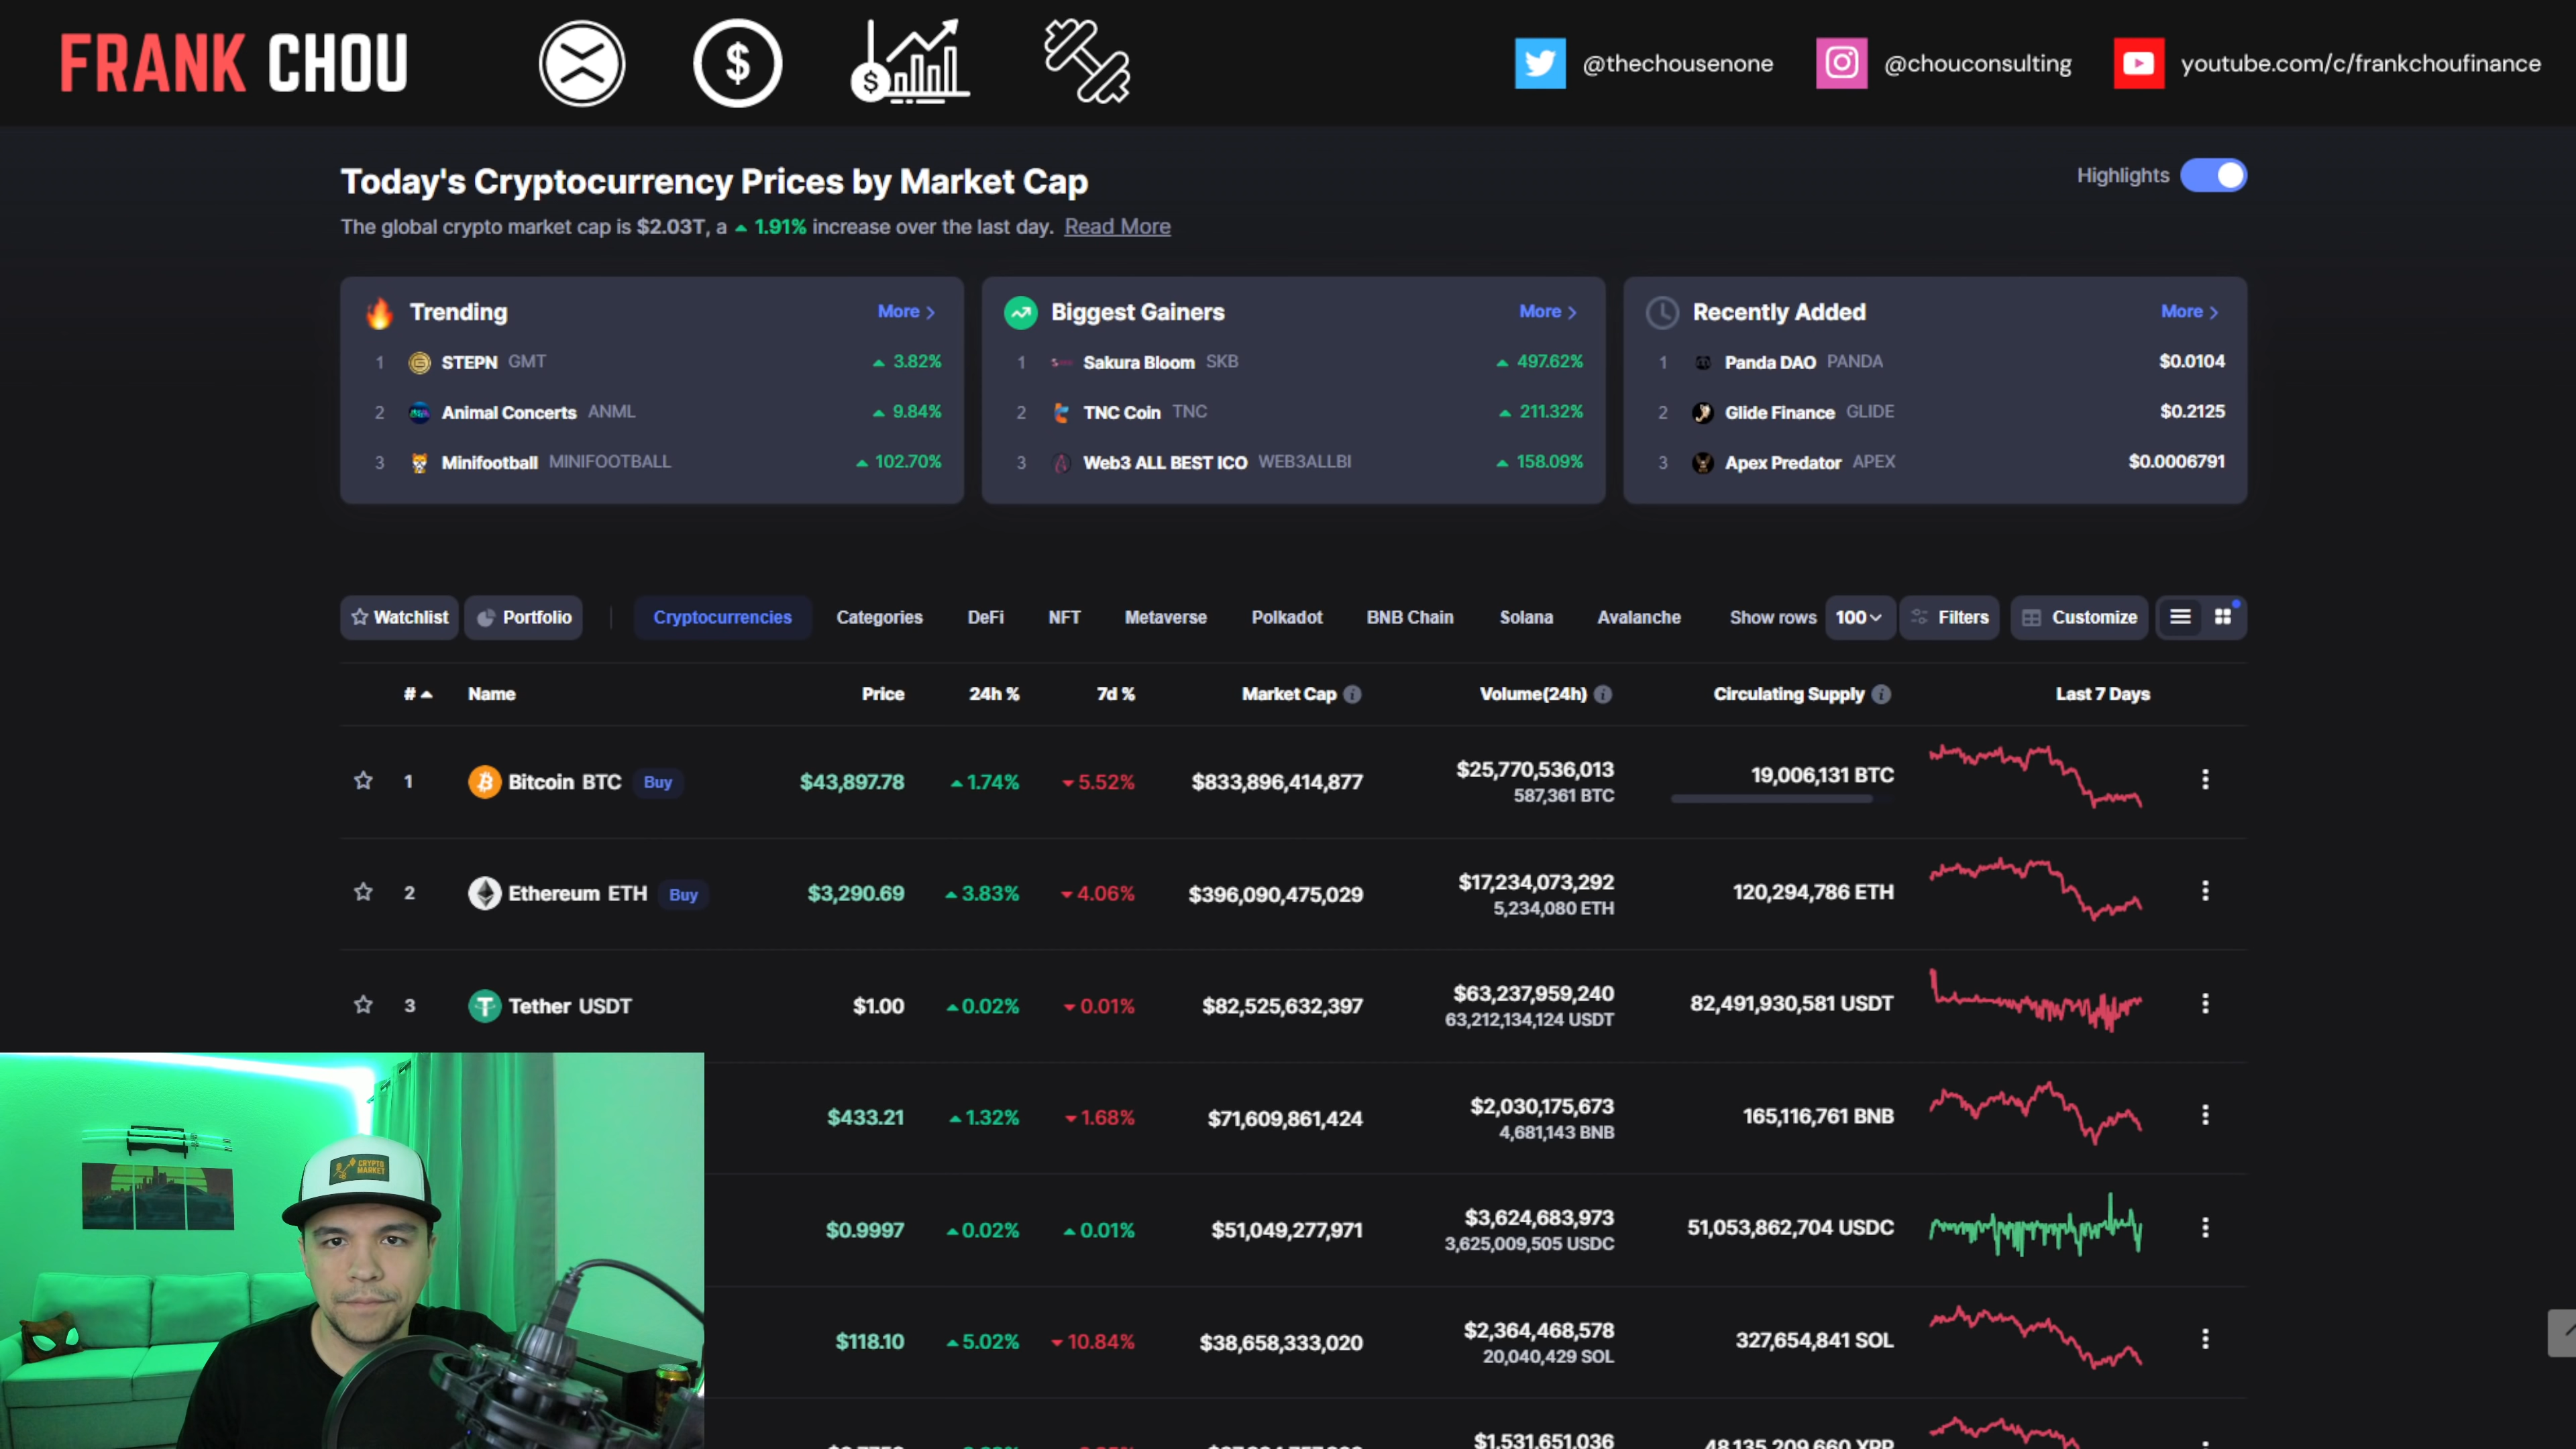 FRANK CHOU
@thechousenone
@chouconsulting
youtube.com/c/frankchoufinance
Today's Cryptocurrency Prices by Market Cap
Highlights
The global crypto market cap is $2.03T, a 1.91% increase over the last day. Read More
Trending More
1 STEPN GMT 3.82%
2 Animal Concerts ANML 9.84%
3 Minifootball MINIFOOTBALL 102.70%
Biggest Gainers More
1 Sakura Bloom SKB 497.62%
2 TNC Coin TNC 211.32%
3 Web3 ALL BEST ICO WEB3ALLBI 158.09%
Recently Added More
1 Panda DAO PANDA $0.0104
2 Glide Finance GLIDE $0.2125
3 Apex Predator APEX $0.0006791
Watchlist Portfolio Cryptocurrencies Categories DeFi NFT Metaverse Polkadot BNB Chain Solana Avalanche Show rows 100 Filters Customize
# Name Price 24h % 7d % Market Cap Volume(24h) Circulating Supply Last 7 Days
1 Bitcoin BTC Buy $43,897.78 1.74% 5.52% $833,896,414,877 $25,770,536,013 19,006,131 BTC
587,361 BTC
2 Ethereum ETH Buy $3,290.69 3.83% 4.06% $396,090,475,029 $17,234,073,292 120,294,786 ETH
5,234,080 ETH
3 Tether USDT $1.00 0.02% 0.01% $82,525,632,397 $63,237,959,240 82,491,930,581 USDT
63,212,134,124 USDT
$433.21 1.32% 1.68% $71,609,861,424 $2,030,175,673 165,116,761 BNB
4,681,143 BNB
$0.9997 0.02% 0.01% $51,049,277,971 $3,624,683,973 51,053,862,704 USDC
3,625,009,505 USDC
$118.10 5.02% 10.84% $38,658,333,020 $2,364,468,578 327,654,841 SOL
20,040,429 SOL
$1,531,651,036 48,135,209,660 XRP
CRYPTO
MARKET